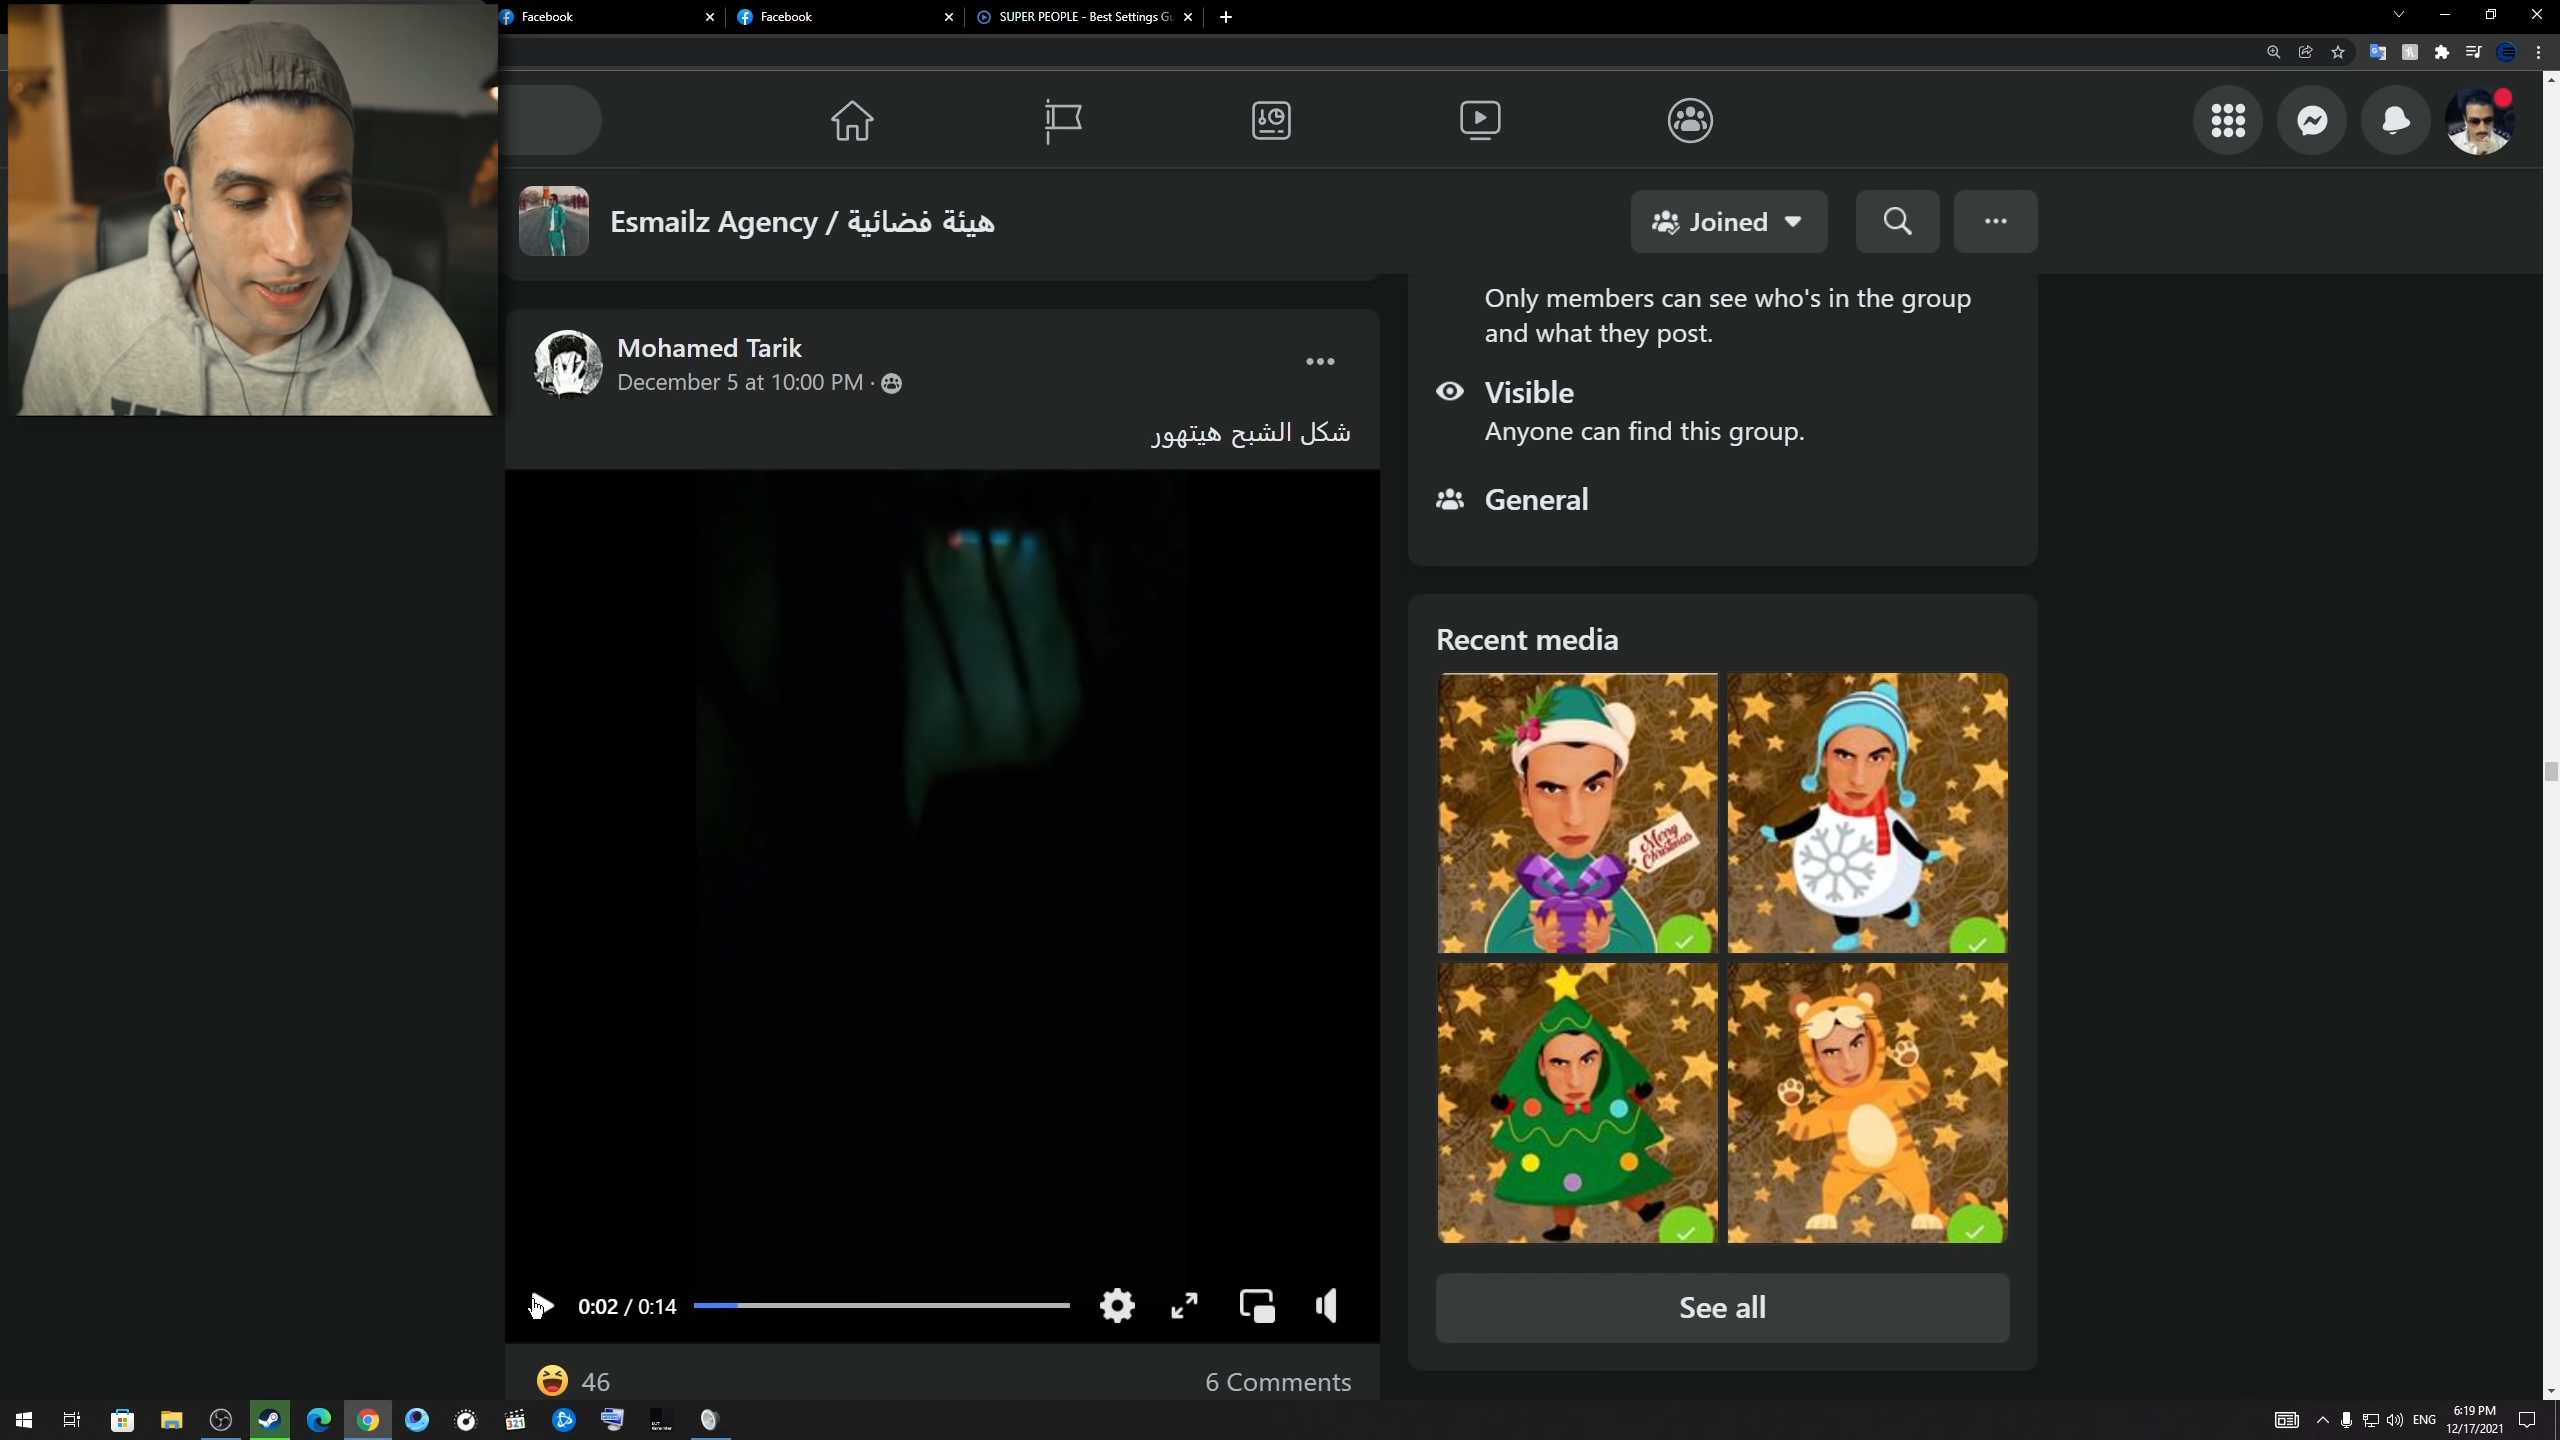 Facebook
Facebook
SUPER PEOPLE - Best Settings Gu
Esmailz Agency / هيئة فضائية
Joined
Mohamed Tarik
December 5 at 10:00 PM ·
شكل الشبح هيتهور
0:02 / 0:14
46
6 Comments
Only members can see who's in the group
and what they post.
Visible
Anyone can find this group.
General
Recent media
Merry
Christmas
See all
321
ENG
6:19 PM
12/17/2021